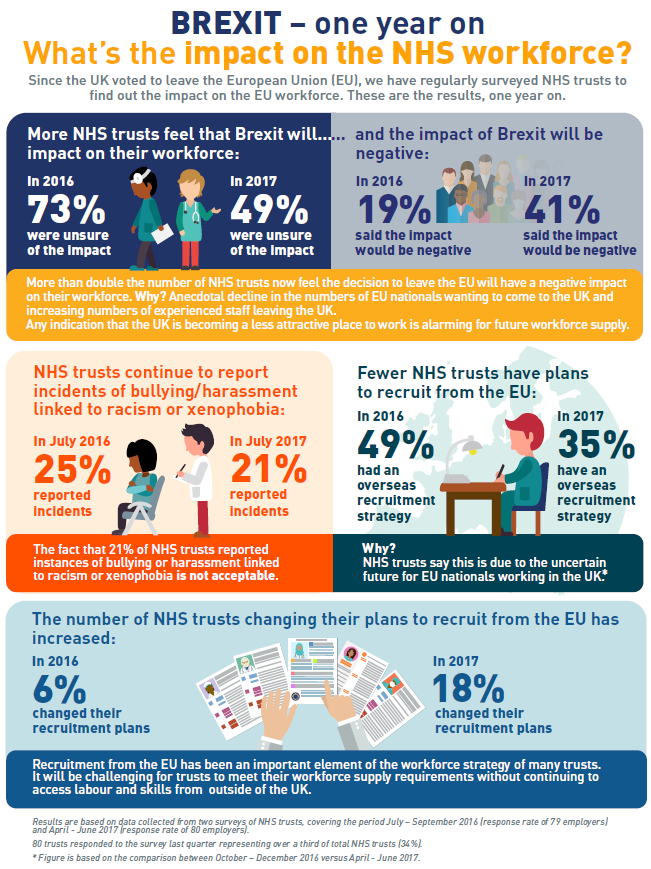 BREXIT – one year on
What's the impact on the NHS workforce?
Since the UK voted to leave the European Union (EU), we have regularly surveyed NHS trusts to
find out the impact on the EU workforce. These are the results, one year on.
More NHS trusts feel that Brexit will......
impact on their workforce:
In 2016
73%
were unsure
of the impact
In 2017
49%
were unsure
of the impact
and the impact of Brexit will be
negative:
In 2016
19%
said the impact
would be negative
In 2017
41%
said the impact
would be negative
More than double the number of NHS trusts now feel the decision to leave the EU will have a negative impact
on their workforce. Why? Anecdotal decline in the numbers of EU nationals wanting to come to the UK and
increasing numbers of experienced staff leaving the UK.
Any indication that the UK is becoming a less attractive place to work is alarming for future workforce supply.
NHS trusts continue to report
incidents of bullying/harassment
linked to racism or xenophobia:
In July 2016
25%
reported
incidents
In July 2017
21%
reported
incidents
The fact that 21% of NHS trusts reported
instances of bullying or harassment linked
to racism or xenophobia is not acceptable.
Fewer NHS trusts have plans
to recruit from the EU:
In 2016
49%
had an
overseas
recruitment
strategy
In 2017
35%
have an
overseas
recruitment
strategy
Why?
NHS trusts say this is due to the uncertain
future for EU nationals working in the UK.*
The number of NHS trusts changing their plans to recruit from the EU has
increased:
In 2016
6%
changed their
recruitment plans
In 2017
18%
changed their
recruitment plans
Recruitment from the EU has been an important element of the workforce strategy of many trusts.
It will be challenging for trusts to meet their workforce supply requirements without continuing to
access labour and skills from outside of the UK.
Results are based on data collected from two surveys of NHS trusts, covering the period July – September 2016 (response rate of 79 employers)
and April - June 2017 (response rate of 80 employers).
80 trusts responded to the survey last quarter representing over a third of total NHS trusts (34%).
* Figure is based on the comparison between October – December 2016 versus April - June 2017.